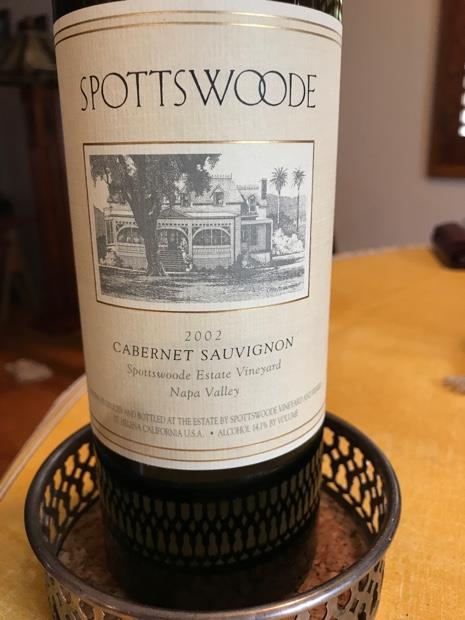 SPOTTSWOODE
2002
CABERNET SAUVIGNON
Spottswoode Estate Vineyard
Napa Valley
AND BOTTLED AT THE ESTATE BY SPOTTSWOODE VINEYARD AND
ST. HELENA CALIFORNIA U.S.A. • ALCOHOL 14.1% BY VOLUME